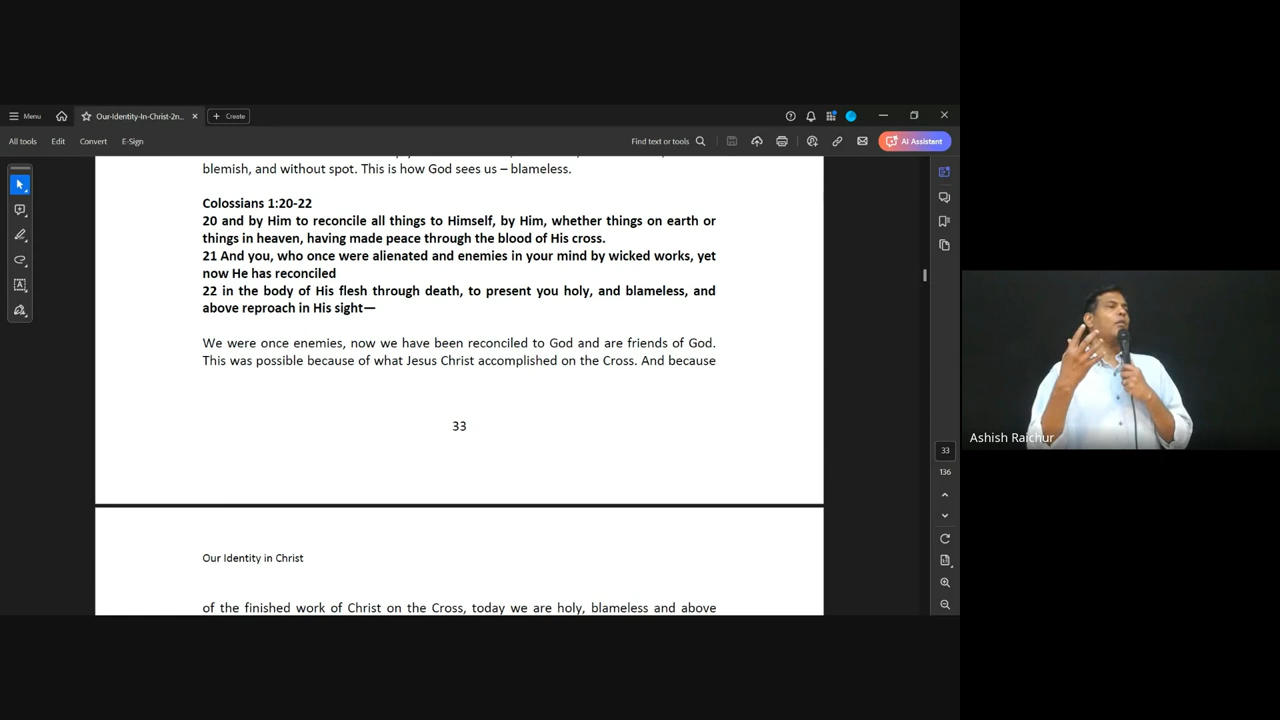 Menu
Our-Identity-In-Christ-2n...
Create
All tools
Edit
Convert
E-Sign
Find text or tools
AI Assistant
blemish, and without spot. This is how God sees us – blameless.
Colossians 1:20-22
20 and by Him to reconcile all things to Himself, by Him, whether things on earth or
things in heaven, having made peace through the blood of His cross.
21 And you, who once were alienated and enemies in your mind by wicked works, yet
now He has reconciled
22 in the body of His flesh through death, to present you holy, and blameless, and
above reproach in His sight—
We were once enemies, now we have been reconciled to God and are friends of God.
This was possible because of what Jesus Christ accomplished on the Cross. And because
33
Our Identity in Christ
of the finished work of Christ on the Cross, today we are holy, blameless and above
33
136
Ashish Raichur